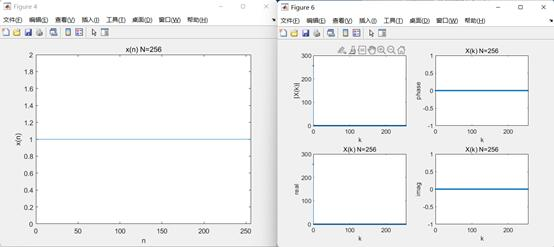 Figure 4
文件(F) 编辑(E) 查看(V) 插入(I) 工具(T) 桌面(D) 窗口(W) 帮助(H)
x(n) N=256
2
1.8
1.6
1.4
1.2
1
0.8
0.6
0.4
0.2
0
x(n)
0 50 100 150 200 250
n
Figure 6
文件(F) 编辑(E) 查看(V) 插入(I) 工具(T) 桌面(D) 窗口(W) 帮助(H)
300
200
100
0
|X(k)|
0 100 200
k
X(k) N=256
1
0.5
0
-0.5
-1
phase
0 100 200
k
X(k) N=256
300
200
100
0
real
0 100 200
k
X(k) N=256
1
0.5
0
-0.5
-1
imag
0 100 200
k